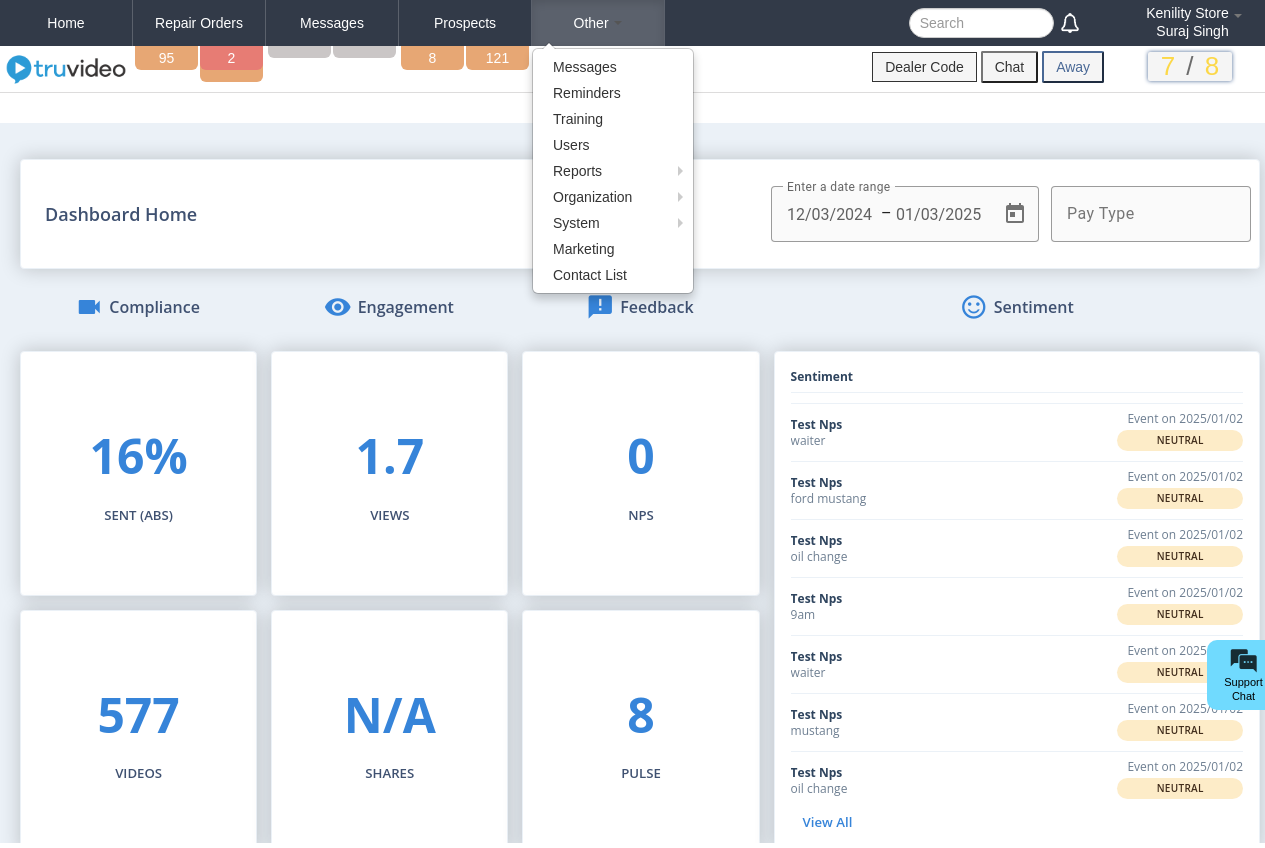 Home
Repair Orders
Messages
Prospects
Other
Search
Kenility Store
Suraj Singh
truvideo
95
2
8
121
Dealer Code
Chat
Away
7 / 8
Messages
Reminders
Training
Users
Reports
Organization
System
Marketing
Contact List
Dashboard Home
Enter a date range
12/03/2024 – 01/03/2025
Pay Type
Compliance
Engagement
Feedback
Sentiment
16%
SENT (ABS)
1.7
VIEWS
0
NPS
577
VIDEOS
N/A
SHARES
8
PULSE
Sentiment
Test Nps
waiter
Event on 2025/01/02
NEUTRAL
Test Nps
ford mustang
Event on 2025/01/02
NEUTRAL
Test Nps
oil change
Event on 2025/01/02
NEUTRAL
Test Nps
9am
Event on 2025/01/02
NEUTRAL
Test Nps
waiter
Event on 2025
NEUTRAL
Test Nps
mustang
Event on 2025/01/02
NEUTRAL
Test Nps
oil change
Event on 2025/01/02
NEUTRAL
View All
Support
Chat